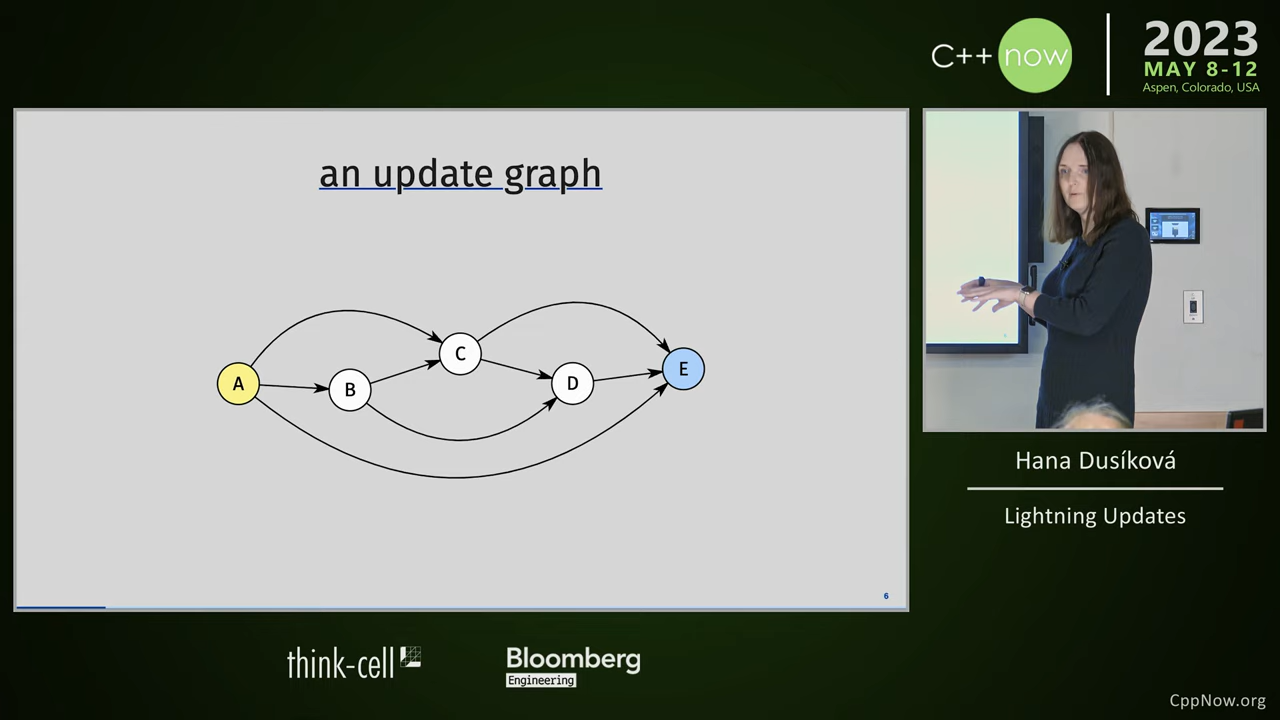 C++ now
2023
MAY 8-12
Aspen, Colorado, USA
an update graph
A
B
C
D
E
6
Hana Dusíková
Lightning Updates
think-cell
Bloomberg
Engineering
CppNow.org